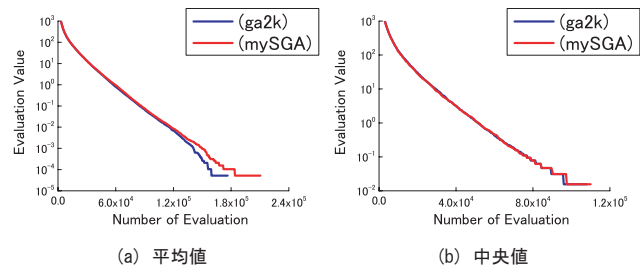 (ga2k)
(mySGA)
Evaluation Value
10³
10²
10¹
10⁰
10⁻¹
10⁻²
10⁻³
10⁻⁴
10⁻⁵
0.0 6.0x10⁴ 1.2x10⁵ 1.8x10⁵ 2.4x10⁵
Number of Evaluation
(a) 平均値
(ga2k)
(mySGA)
Evaluation Value
10³
10²
10¹
10⁰
10⁻¹
10⁻²
0.0 4.0x10⁴ 8.0x10⁴ 1.2x10⁵
Number of Evaluation
(b) 中央値